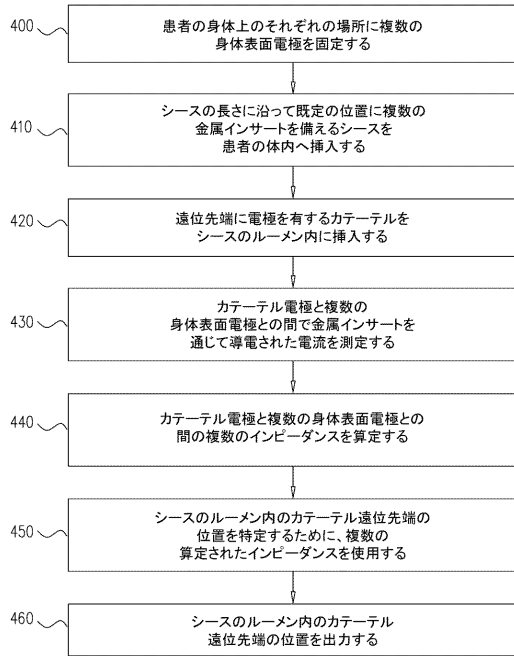 400
患者の身体上のそれぞれの場所に複数の
身体表面電極を固定する
410
シースの長さに沿って既定の位置に複数の
金属インサートを備えるシースを
患者の体内へ挿入する
420
遠位先端に電極を有するカテーテルを
シースのルーメン内に挿入する
430
カテーテル電極と複数の
身体表面電極との間で金属インサートを
通じて導電された電流を測定する
440
カテーテル電極と複数の身体表面電極との
間の複数のインピーダンスを算定する
450
シースのルーメン内のカテーテル遠位先端の
位置を特定するために、複数の
算定されたインピーダンスを使用する
460
シースのルーメン内のカテーテル
遠位先端の位置を出力する